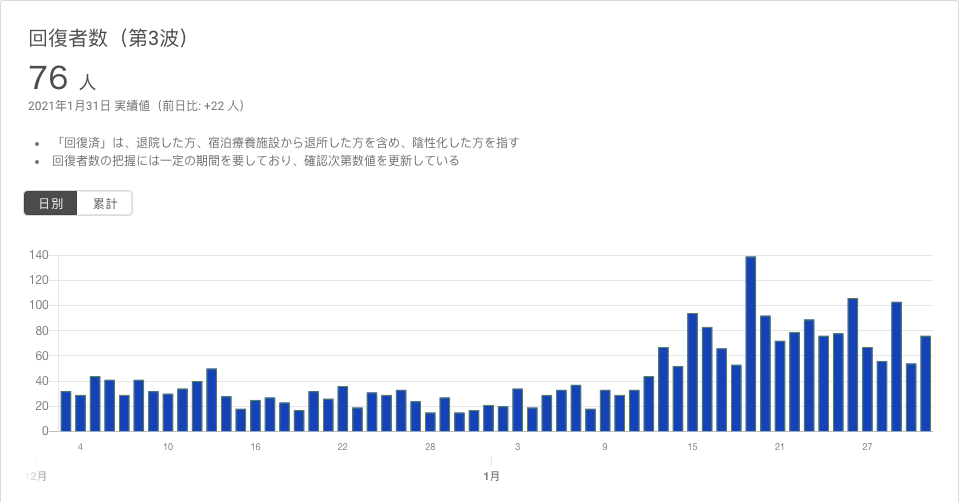 回復者数（第3波）
76 人
2021年1月31日 実績値（前日比: +22 人）
• 「回復済」は、退院した方、宿泊療養施設から退所した方を含め、陰性化した方を指す
• 回復者数の把握には一定の期間を要しており、確認次第数値を更新している
日別 累計
140
120
100
80
60
40
20
0
4 10 16 22 28 3 9 15 21 27
12月 1月